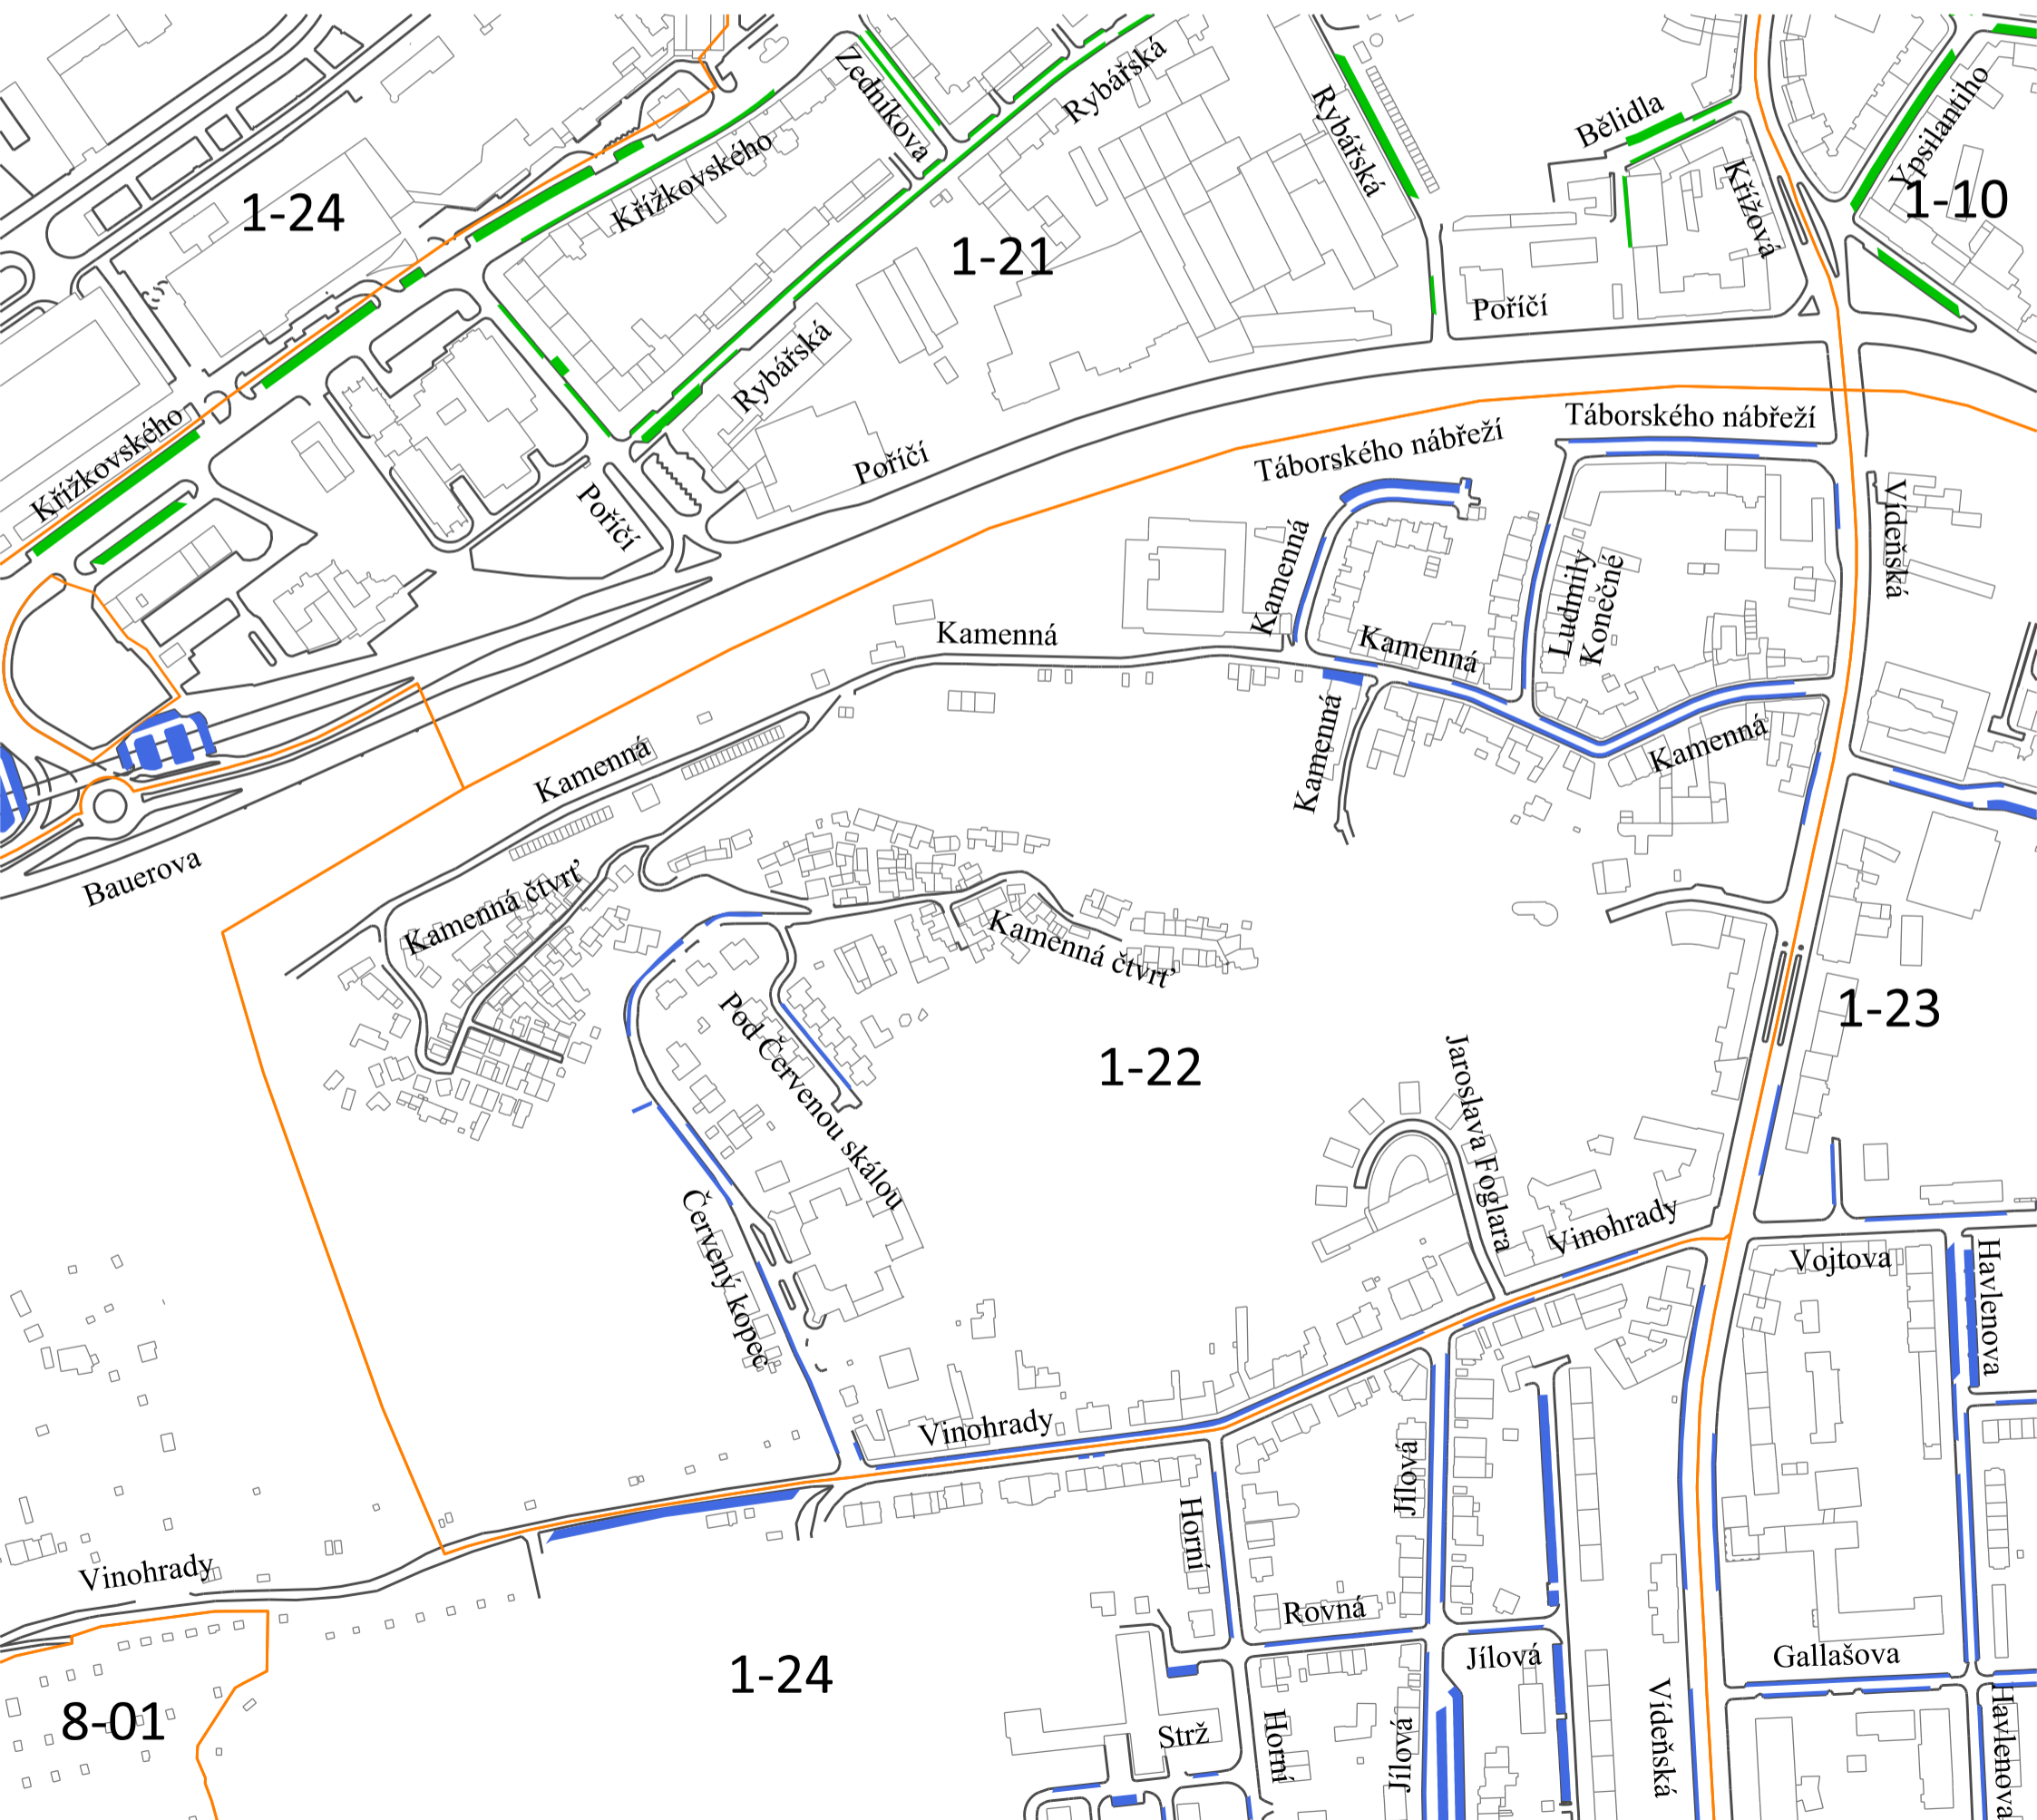 Zedníkova
Rybářská
Rybářská
Bělidla
Ypsilantiho
1-24
Křížkovského
Křížová
1-10
1-21
Poříčí
Rybářská
Křížkovského
Táborského nábřeží
Táborského nábřeží
Poříčí
Poříčí
Vídeňská
Kamenná
Kamenná
Kamenná
Ludmily
Konečné
Kamenná
Kamenná
Kamenná
Bauerova
Kamenná čtvrť
Kamenná čtvrť
1-23
Pod Červenou skálou
1-22
Jaroslava Foglara
Červený kopec
Vinohrady
Vojtova
Havlenova
Vinohrady
Jílová
Horní
Vinohrady
Rovná
Jílová
Gallašova
1-24
8-01
Strž
Horní
Jílová
Vídeňská
Havlenova